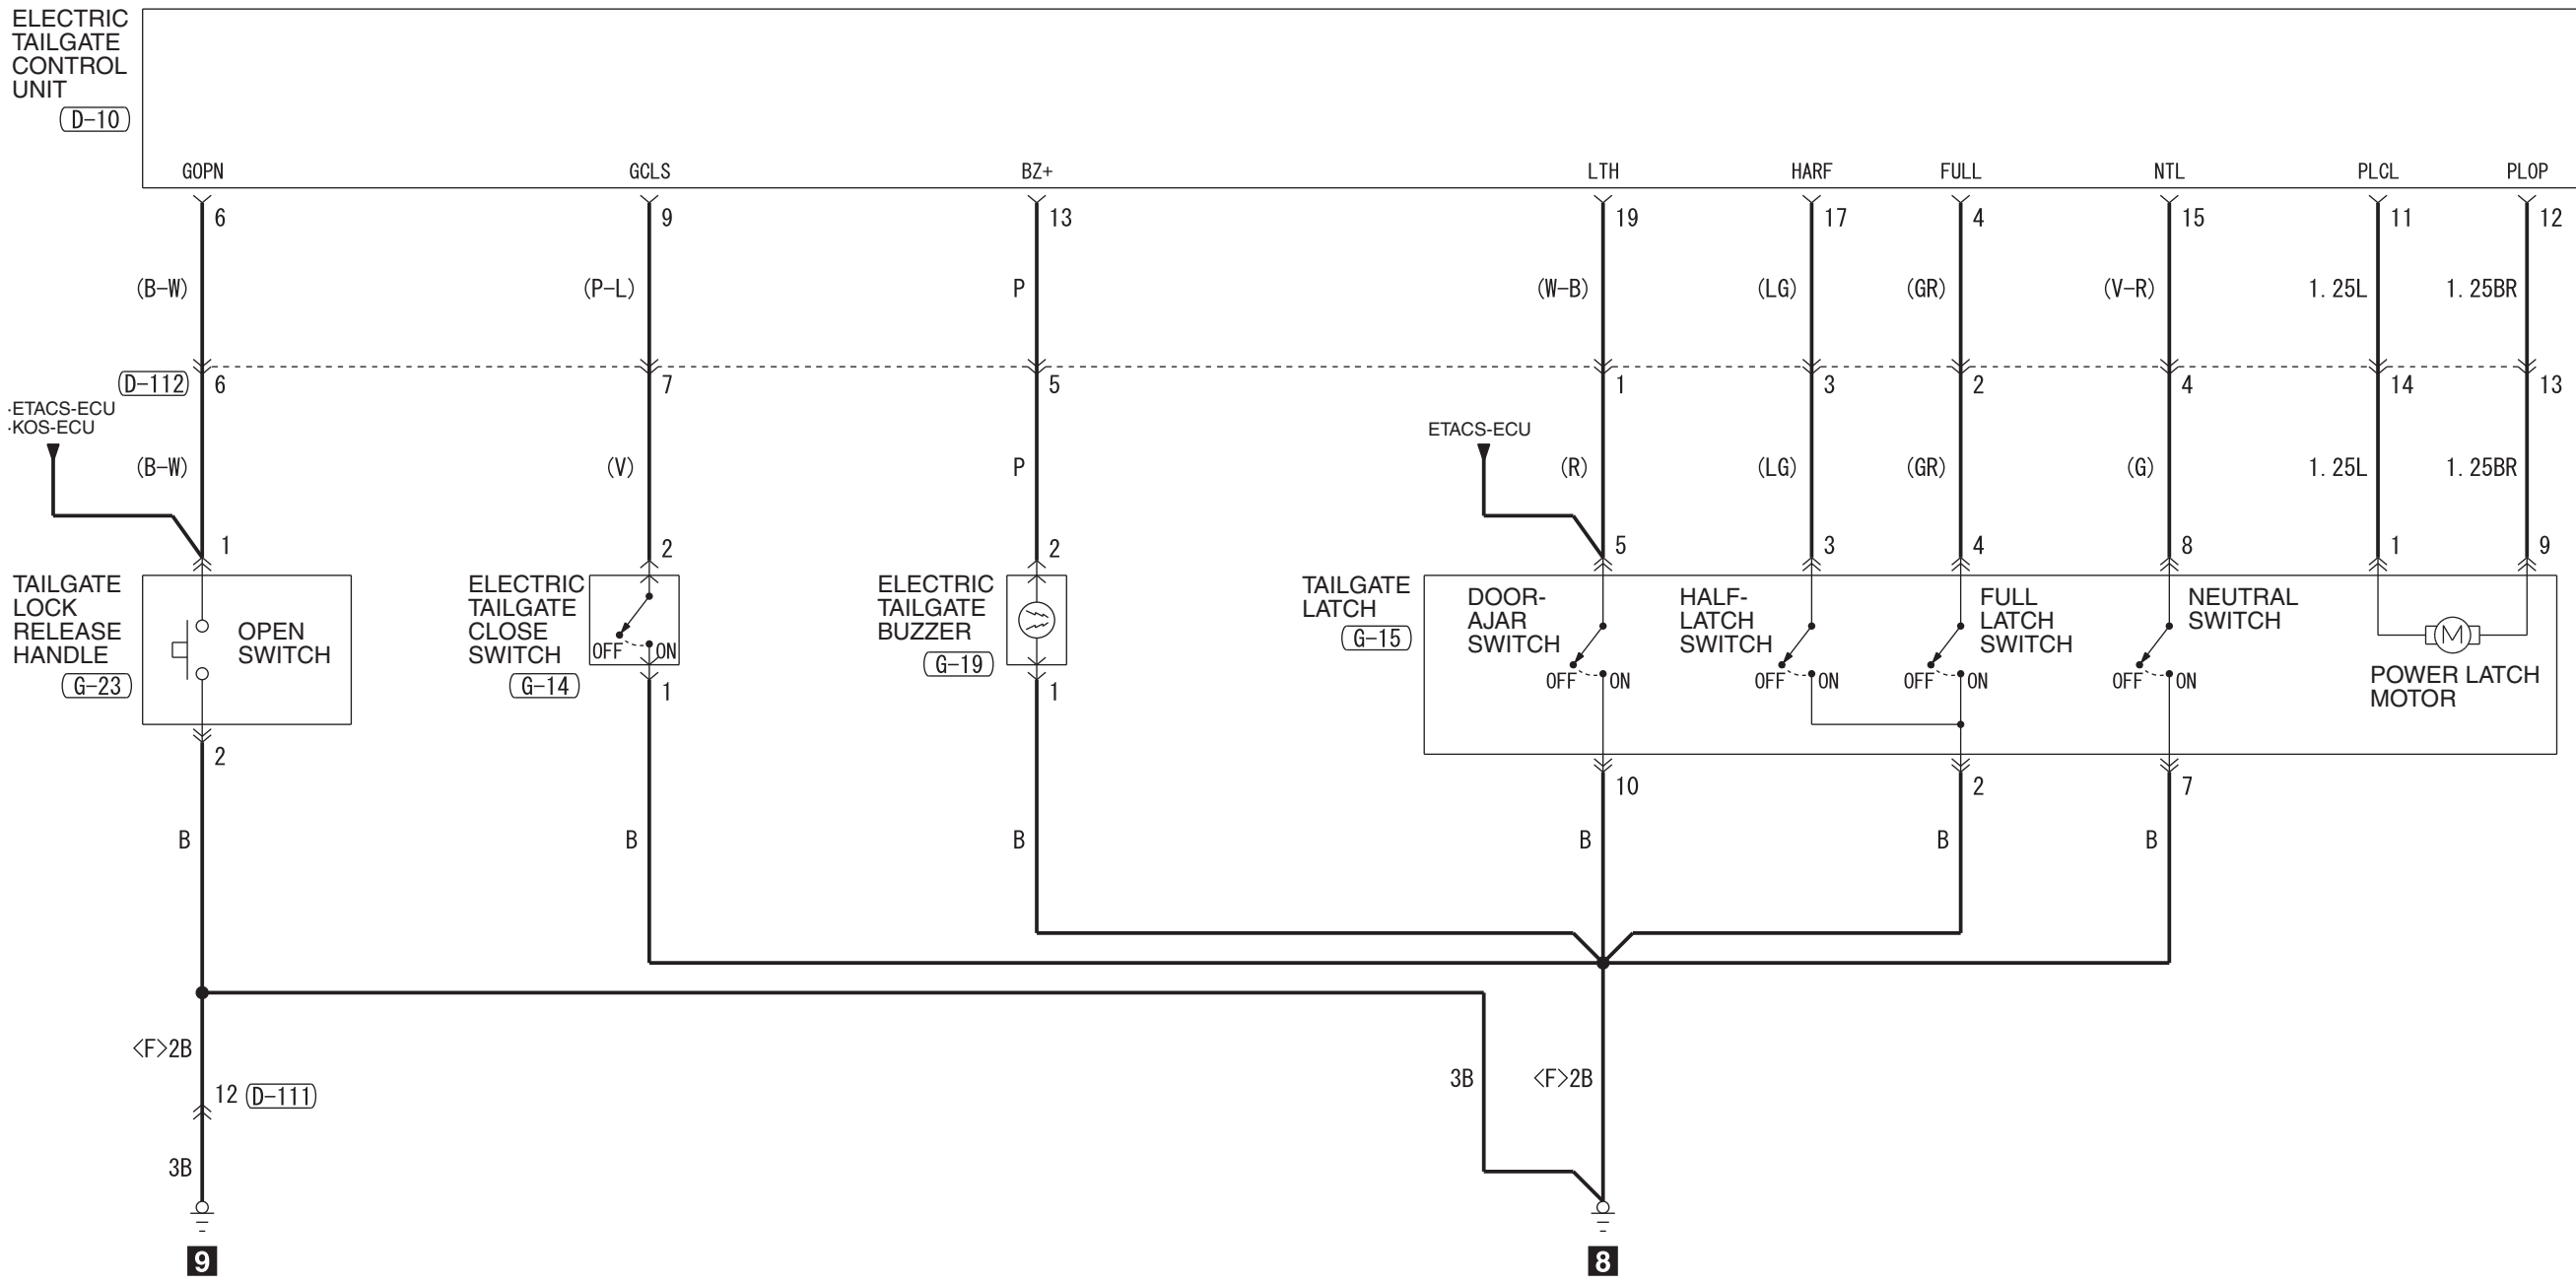 ELECTRIC
TAILGATE
CONTROL
UNIT
D-10
GOPN GCLS BZ+ LTH HARF FULL NTL PLCL PLOP
6 9 13 19 17 4 15 11 12
(B-W) (P-L) P (W-B) (LG) (GR) (V-R) 1.25L 1.25BR
D-112 6 7 5 1 3 2 4 14 13
·ETACS-ECU
·KOS-ECU
ETACS-ECU
(B-W) (V) P (R) (LG) (GR) (G) 1.25L 1.25BR
1 2 2 5 3 4 8 1 9
TAILGATE
LOCK
RELEASE
HANDLE
G-23
OPEN
SWITCH
ELECTRIC
TAILGATE
CLOSE
SWITCH
G-14
OFF ON
ELECTRIC
TAILGATE
BUZZER
G-19
TAILGATE
LATCH
G-15
DOOR-
AJAR
SWITCH
OFF ON
HALF-
LATCH
SWITCH
OFF ON
FULL
LATCH
SWITCH
OFF ON
NEUTRAL
SWITCH
OFF ON
M
POWER LATCH
MOTOR
2 1 1 10 2 7
B B B B B B
<F>2B
12 D-111
3B
3B <F>2B
9 8